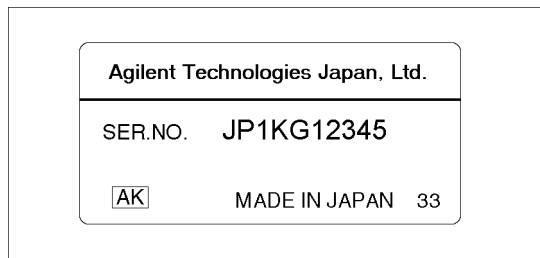 Agilent Technologies Japan, Ltd.
SER.NO. JP1KG12345
AK MADE IN JAPAN 33